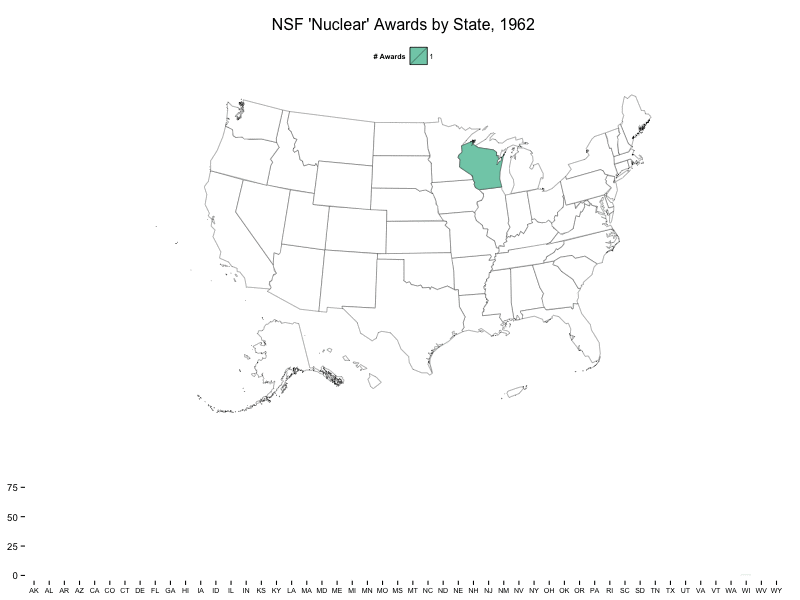 NSF 'Nuclear' Awards by State, 1962
# Awards 1
75
50
25
0
AK AL AR AZ CA CO CT DE FL GA HI IA ID IL IN KS KY LA MA MD ME MI MN MO MS MT NC ND NE NH NJ NM NV NY OH OK OR PA RI SC SD TN TX UT VA VT WA WI WV WY